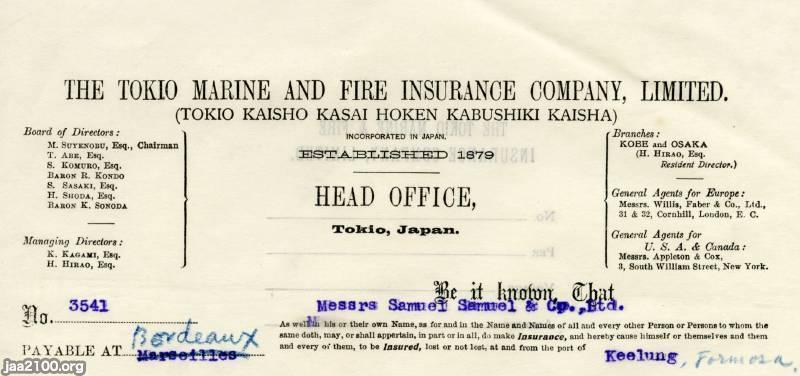 THE TOKIO MARINE AND FIRE INSURANCE COMPANY, LIMITED.
(TOKIO KAISHO KASAI HOKEN KABUSHIKI KAISHA)
Board of Directors:
M. SUYENOBU, Esq., Chairman
T. ABE, Esq.
S. KOMURO, Esq.
BARON R. KONDO
S. SASAKI, Esq.
H. SHODA, Esq.
BARON K. SONODA
Managing Directors:
K. KAGAMI, Esq.
H. HIRAO, Esq.
INCORPORATED IN JAPAN.
ESTABLISHED 1879
HEAD OFFICE,
Tokio, Japan.
Branches:
KOBE and OSAKA
(H. HIRAO, Esq.
Resident Director.)
General Agents for Europe:
Messrs. Willis, Faber & Co., Ltd.,
31 & 32, Cornhill, London, E. C.
General Agents for
U. S. A. & Canada:
Messrs. Appleton & Cox,
3, South William Street, New York.
Be it known, That
No. 3541
Messrs Samuel Samuel & Co.,Ltd.
As well in his or their own Name, as for and in the Name and Names of all and every other Person or Persons to whom the
same doth, may, or shall appertain, in part or in all, do make Insurance, and hereby cause himself or themselves and them
and every of them, to be Insured, lost or not lost, at and from the port of Keelung, Formosa.
Bordeaux
PAYABLE AT Marseilles
Jaa2100.org